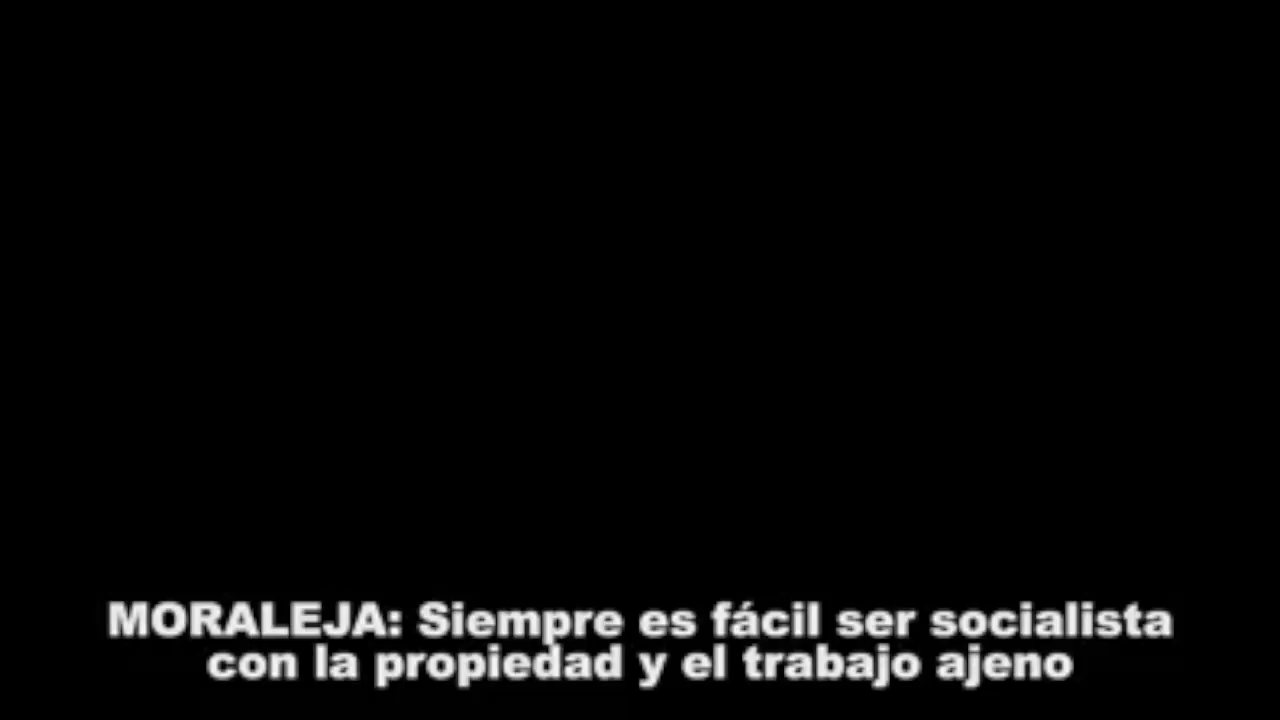 MORALEJA: Siempre es fácil ser socialista
con la propiedad y el trabajo ajeno